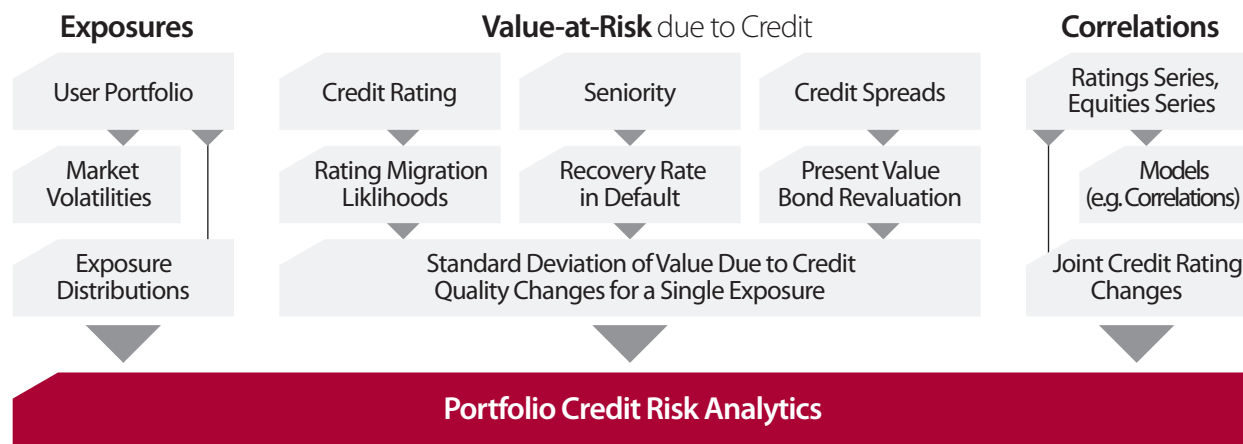 Exposures
User Portfolio
Market
Volatilities
Exposure
Distributions
Value-at-Risk due to Credit
Credit Rating
Seniority
Credit Spreads
Rating Migration
Liklihoods
Recovery Rate
in Default
Present Value
Bond Revaluation
Standard Deviation of Value Due to Credit
Quality Changes for a Single Exposure
Correlations
Ratings Series,
Equities Series
Models
(e.g. Correlations)
Joint Credit Rating
Changes
Portfolio Credit Risk Analytics